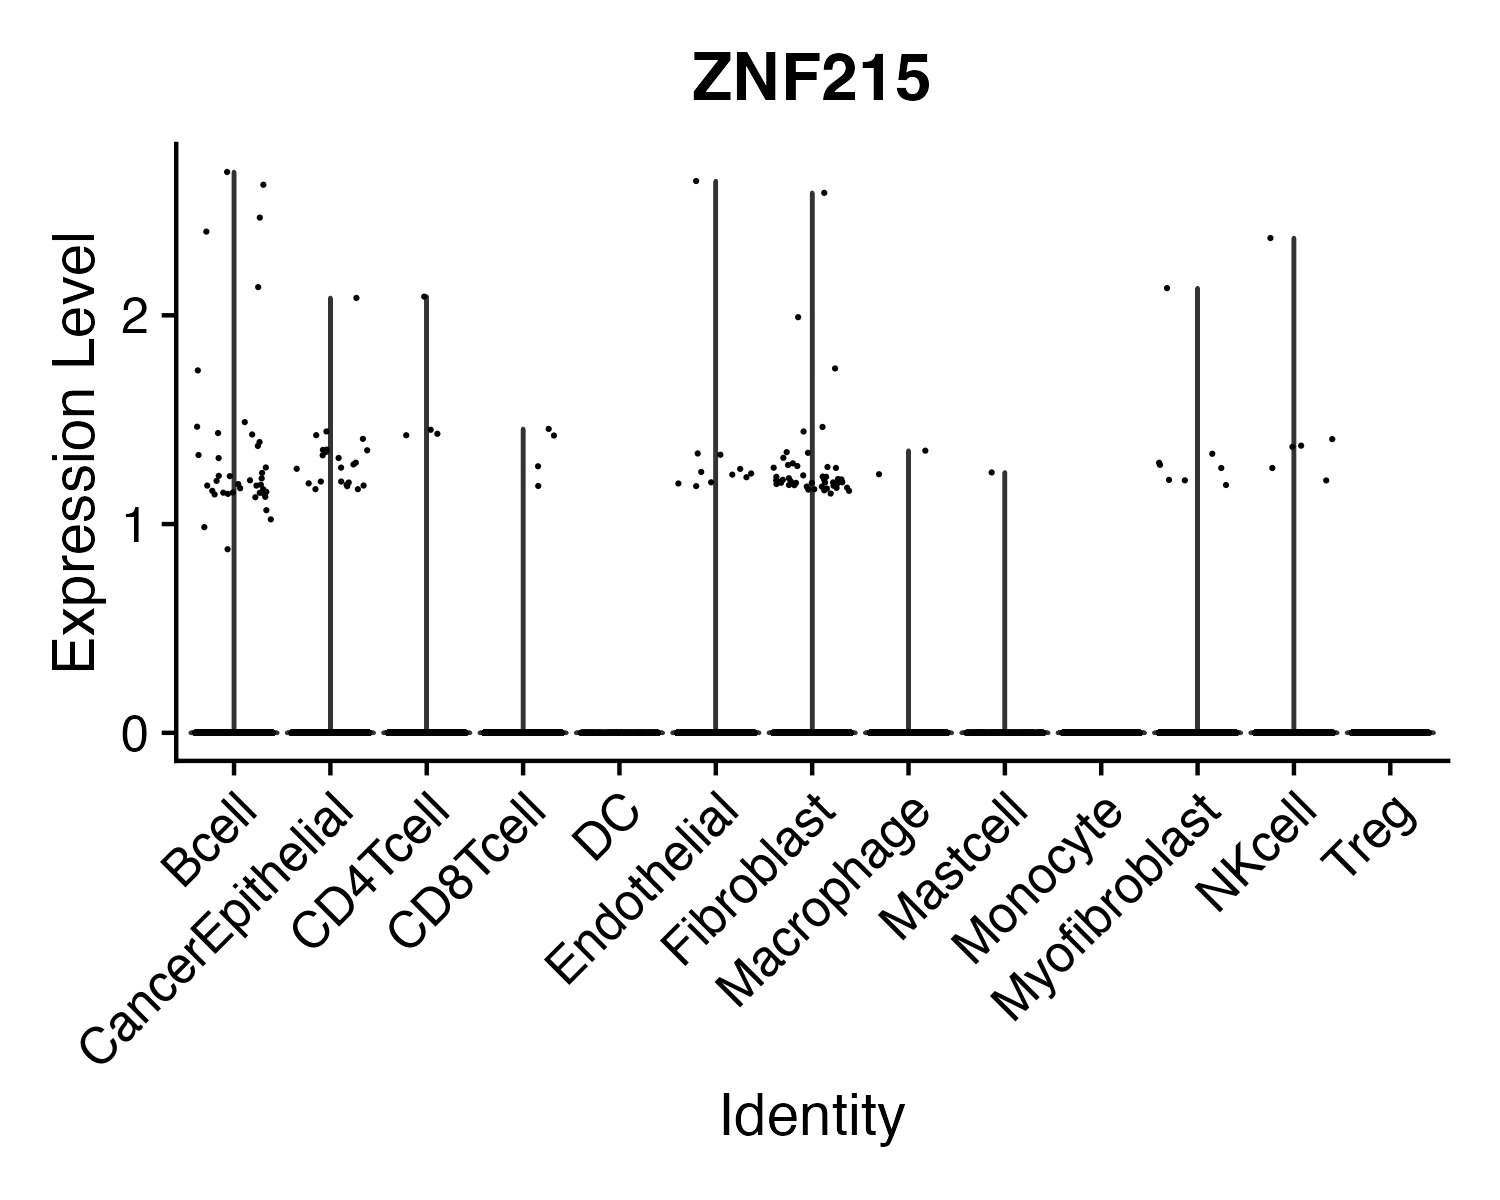 ZNF215
Expression Level
2
1
0
Bcell
CancerEpithelial
CD4Tcell
CD8Tcell
DC
Endothelial
Fibroblast
Macrophage
Mastcell
Monocyte
Myofibroblast
NKcell
Treg
Identity